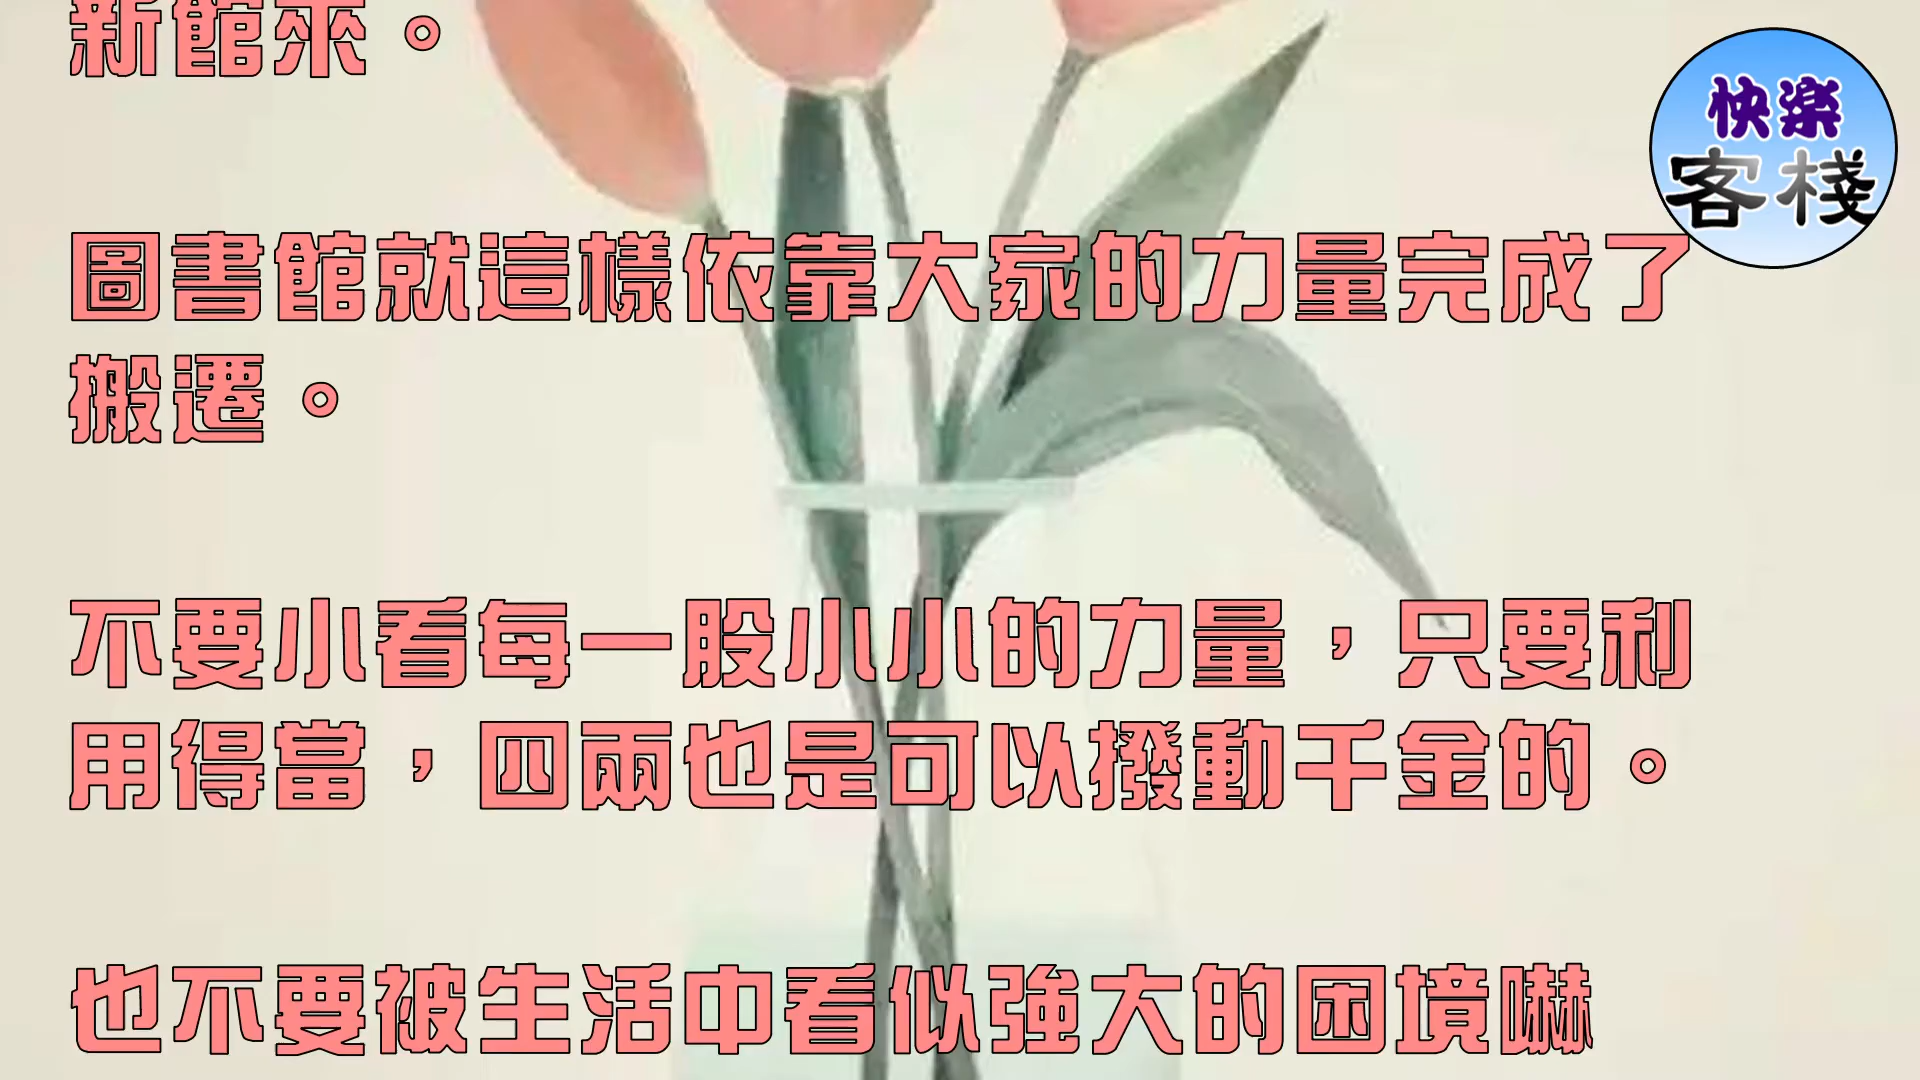 新館來。
快樂
客棧
圖書館就這樣依靠大家的力量完成了
搬遷。
不要小看每一股小小的力量，只要利
用得當，四兩也是可以撥動千金的。
也不要被生活中看似強大的困境嚇